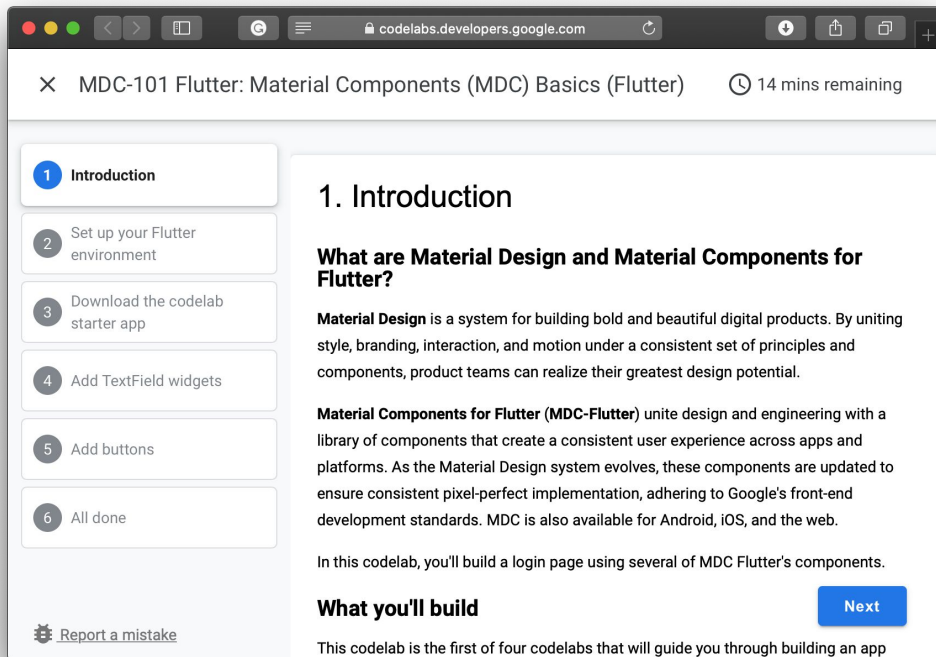 codelabs.developers.google.com
MDC-101 Flutter: Material Components (MDC) Basics (Flutter)
14 mins remaining
1 Introduction
2 Set up your Flutter
environment
3 Download the codelab
starter app
4 Add TextField widgets
5 Add buttons
6 All done
Report a mistake
1. Introduction
What are Material Design and Material Components for
Flutter?
Material Design is a system for building bold and beautiful digital products. By uniting
style, branding, interaction, and motion under a consistent set of principles and
components, product teams can realize their greatest design potential.
Material Components for Flutter (MDC-Flutter) unite design and engineering with a
library of components that create a consistent user experience across apps and
platforms. As the Material Design system evolves, these components are updated to
ensure consistent pixel-perfect implementation, adhering to Google's front-end
development standards. MDC is also available for Android, iOS, and the web.
In this codelab, you'll build a login page using several of MDC Flutter's components.
What you'll build
Next
This codelab is the first of four codelabs that will guide you through building an app